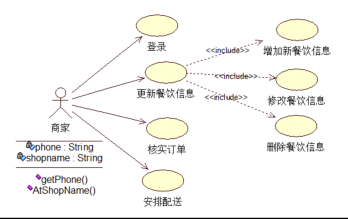 登录
<<include>>
增加新餐饮信息
更新餐饮信息
<<include>>
修改餐饮信息
<<include>>
删除餐饮信息
商家
phone : String
shopname : String
getPhone()
AtShopName()
核实订单
安排配送